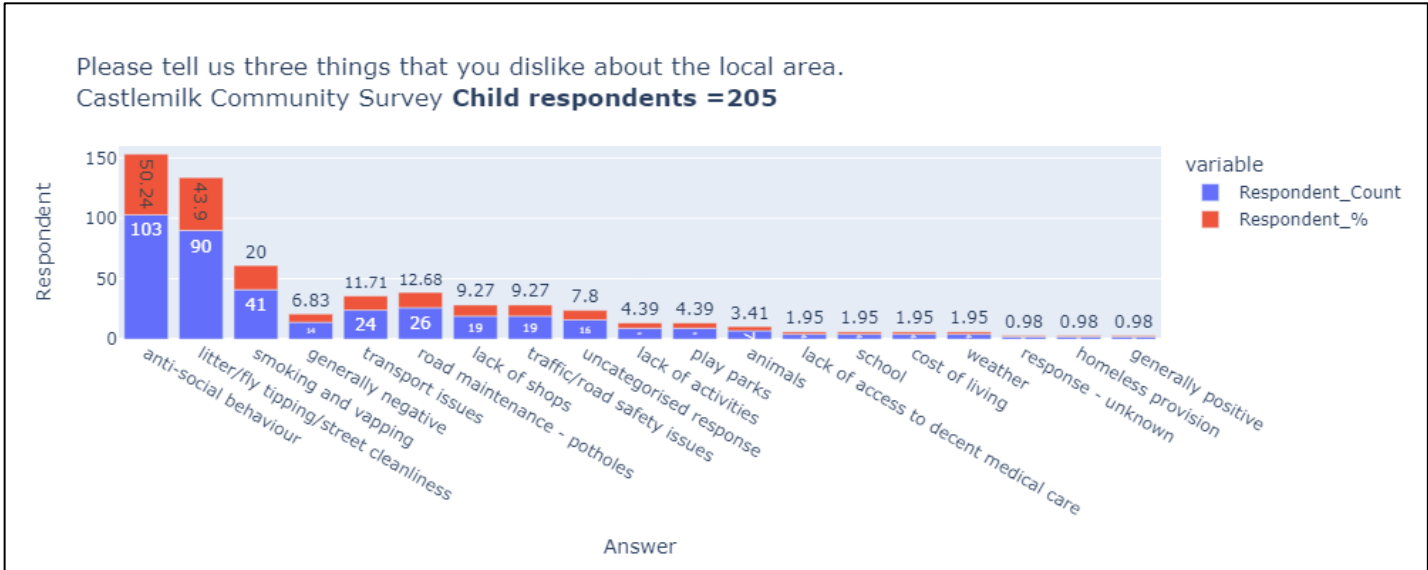 Please tell us three things that you dislike about the local area.
Castlemilk Community Survey Child respondents =205
variable
Respondent_Count
Respondent_%
Respondent
150
100
50
0
50.24
103
43.9
90
20
41
6.83
14
11.71
24
12.68
26
9.27
19
9.27
19
7.8
16
4.39
4.39
3.41
7
1.95
1.95
1.95
1.95
0.98
0.98
0.98
anti-social behaviour
litter/fly tipping/street cleanliness
smoking and vapping
generally negative
transport issues
road maintenance - potholes
lack of shops
traffic/road safety issues
uncategorised response
lack of activities
play parks
animals
lack of access to decent medical care
school
cost of living
weather
response - unknown
homeless provision
generally positive
Answer